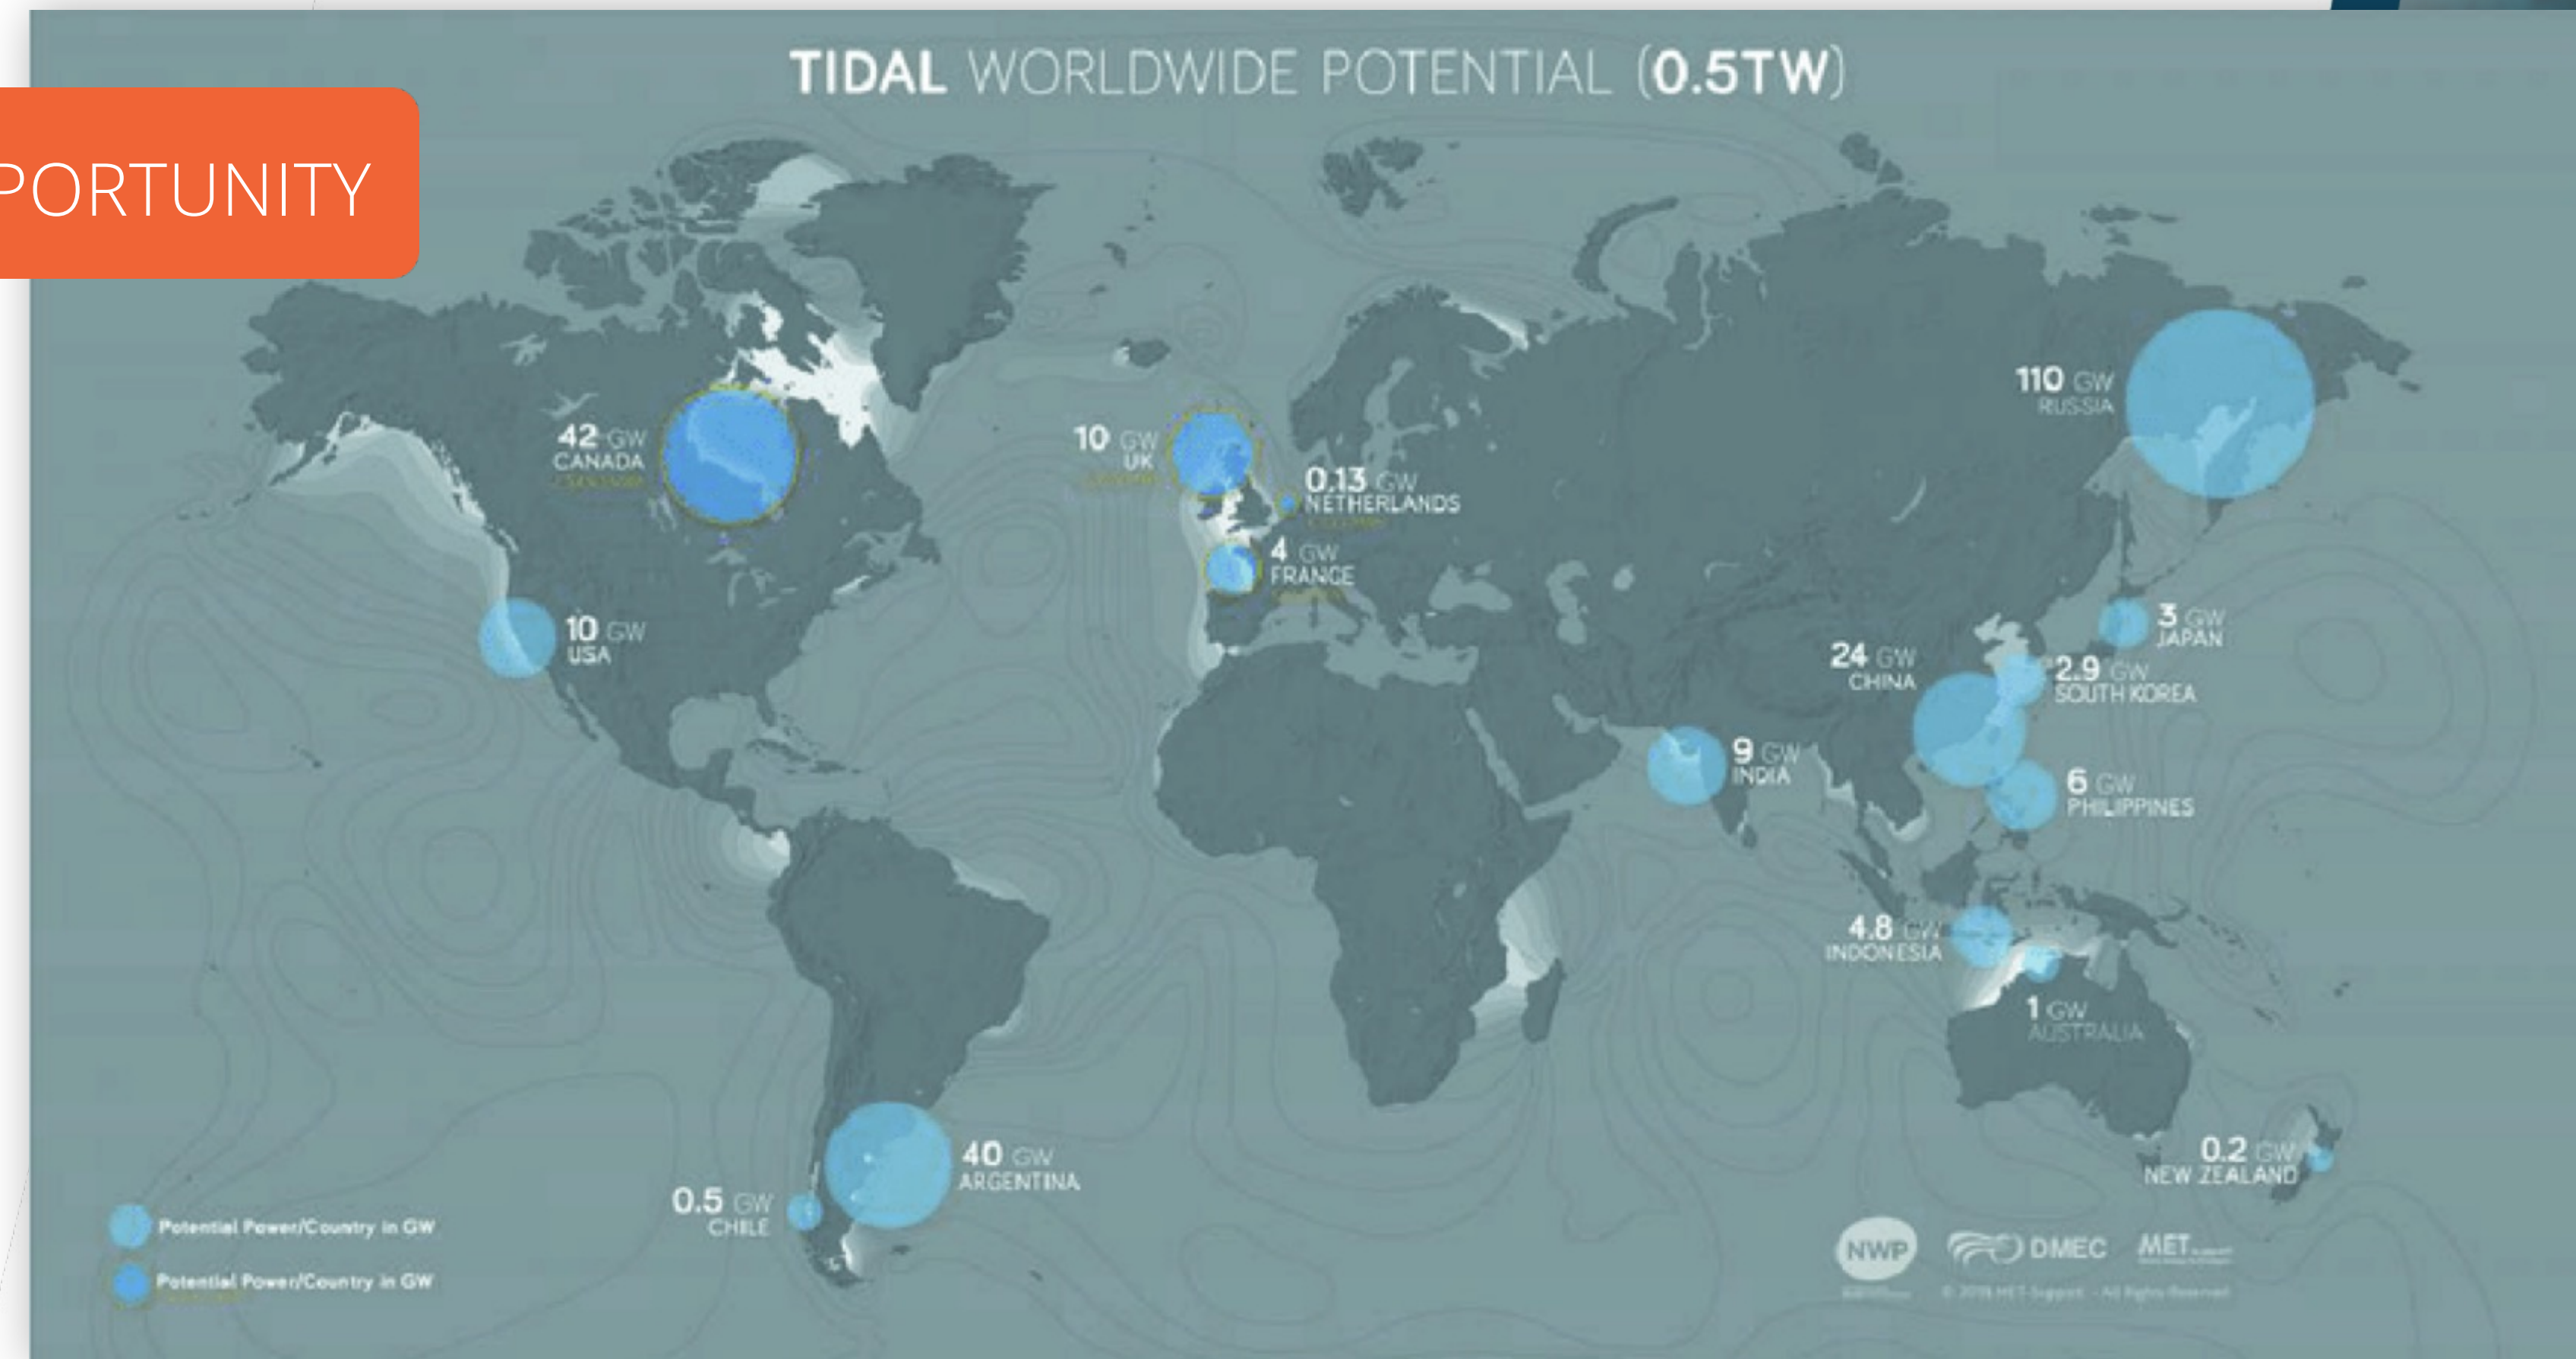 TIDAL WORLDWIDE POTENTIAL (0.5TW)
PORTUNITY
110 GW
RUSSIA
42 GW
CANADA
10 GW
UK
0.13 GW
NETHERLANDS
4 GW
FRANCE
10 GW
USA
3 GW
JAPAN
24 GW
CHINA
2.9 GW
SOUTH KOREA
9 GW
INDIA
6 GW
PHILIPPINES
4.8 GW
INDONESIA
1 GW
AUSTRALIA
40 GW
ARGENTINA
0.5 GW
CHILE
0.2 GW
NEW ZEALAND
Potential Power/Country in GW
Potential Power/Country in GW
NWP
DMEC
MET
All Rights Reserved